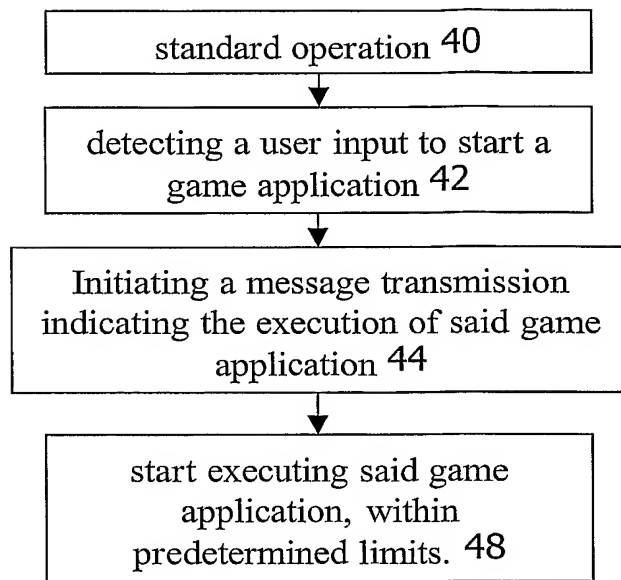 standard operation 40
detecting a user input to start a
game application 42
Initiating a message transmission
indicating the execution of said game
application 44
start executing said game
application, within
predetermined limits. 48